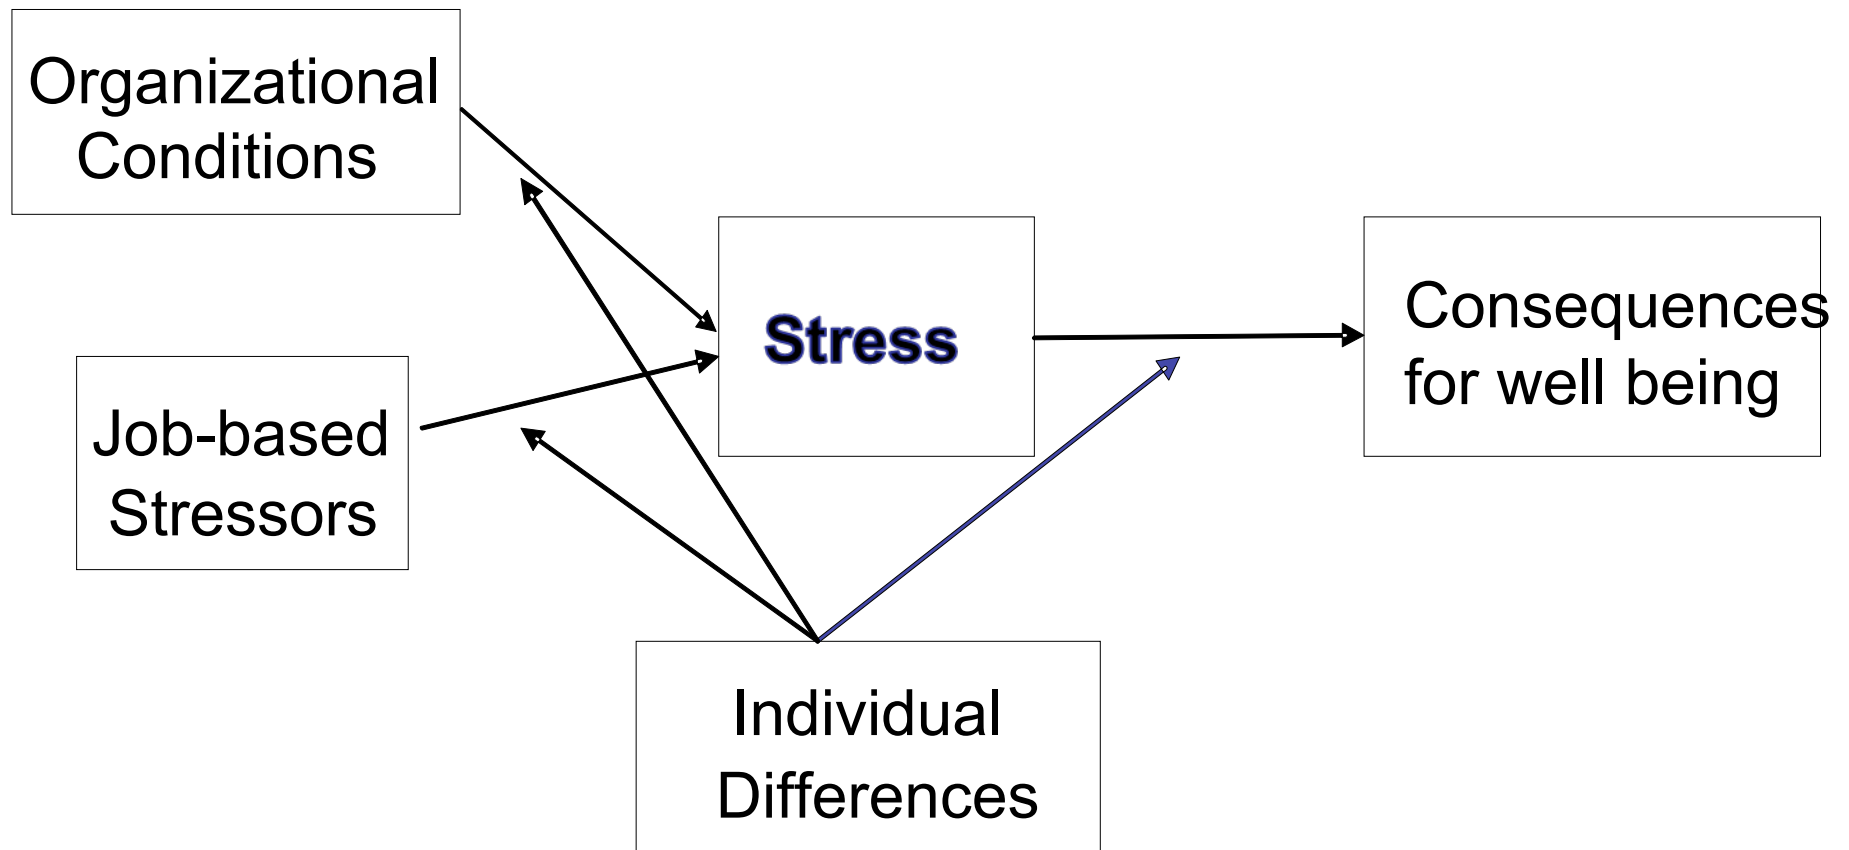 Organizational
Conditions
Stress
Consequences
for well being
Job-based
Stressors
Individual
Differences